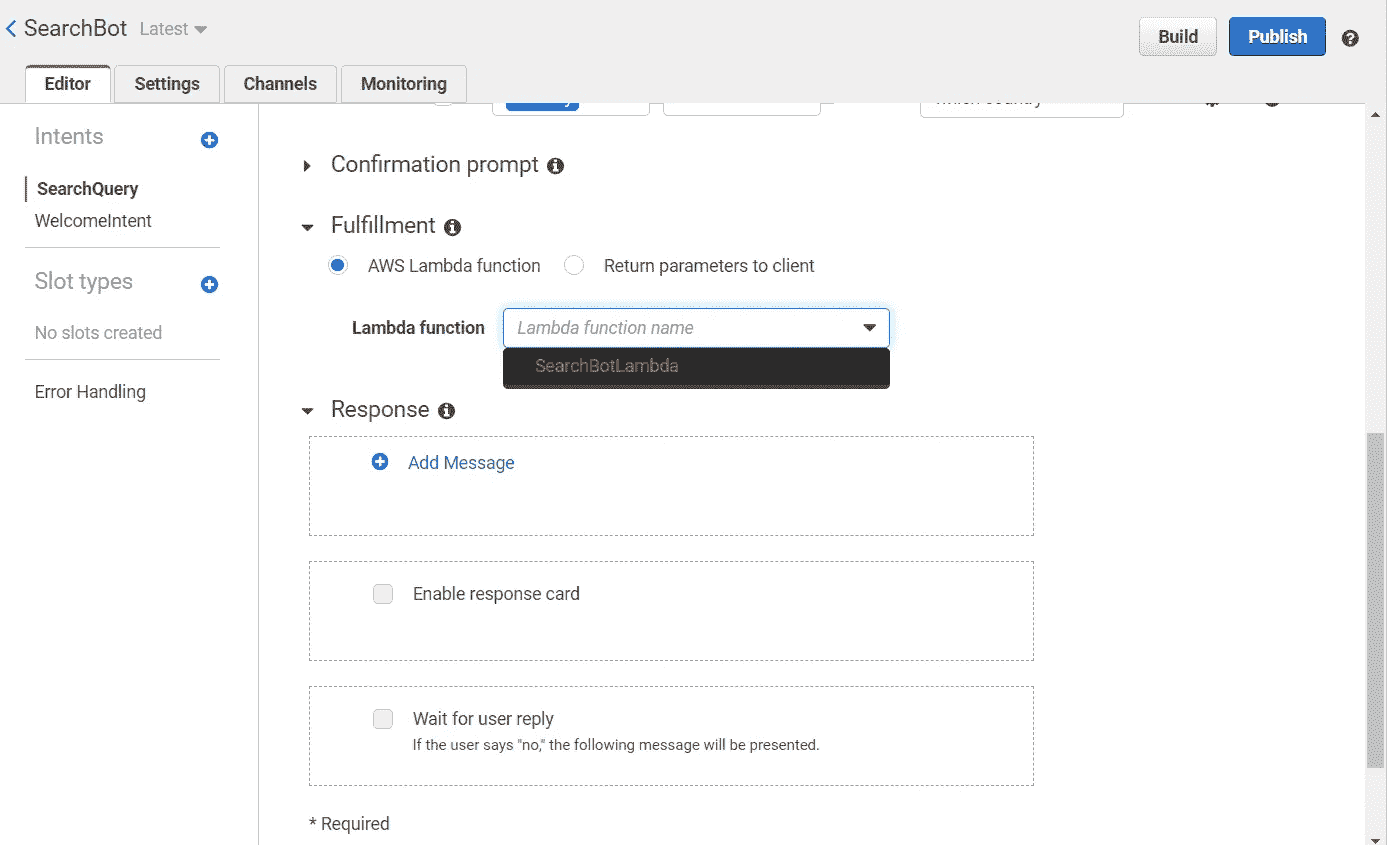 SearchBot Latest
Build Publish
Editor Settings Channels Monitoring
Intents
SearchQuery
WelcomeIntent
Slot types
No slots created
Error Handling
Confirmation prompt
Fulfillment
AWS Lambda function Return parameters to client
Lambda function Lambda function name
SearchBotLambda
Response
Add Message
Enable response card
Wait for user reply
If the user says "no," the following message will be presented.
* Required